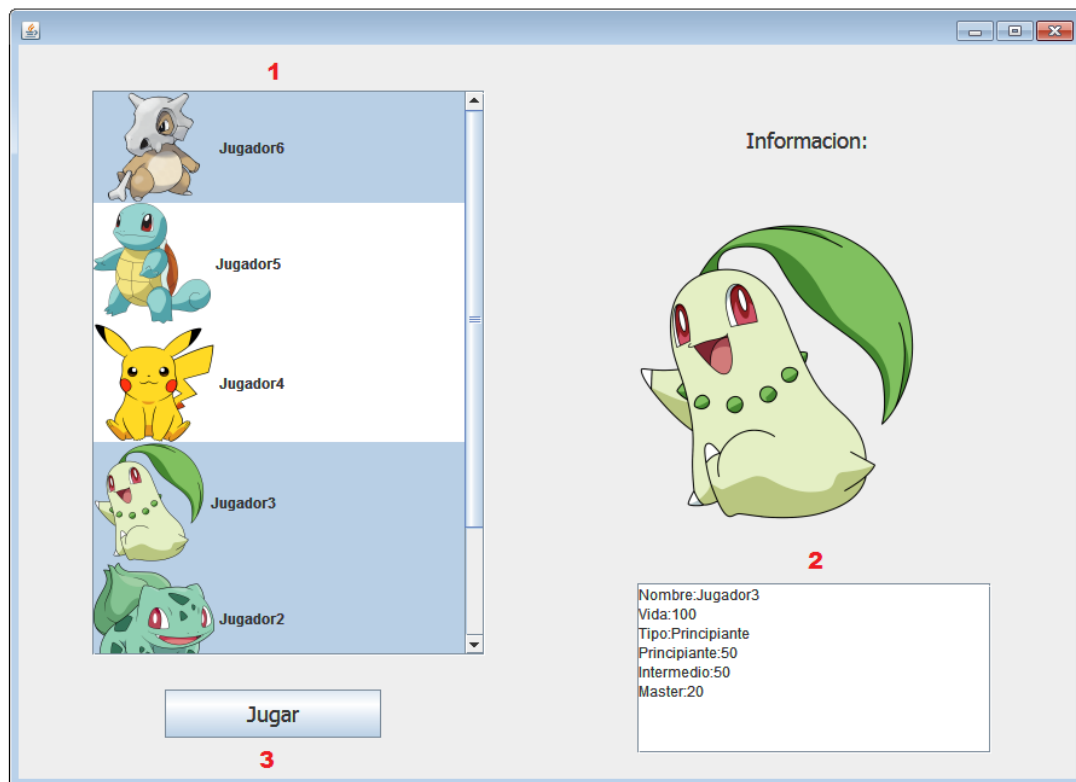 1
Jugador6
Jugador5
Jugador4
Jugador3
Jugador2
Jugar
3
Informacion:
2
Nombre:Jugador3
Vida:100
Tipo:Principiante
Principiante:50
Intermedio:50
Master:20